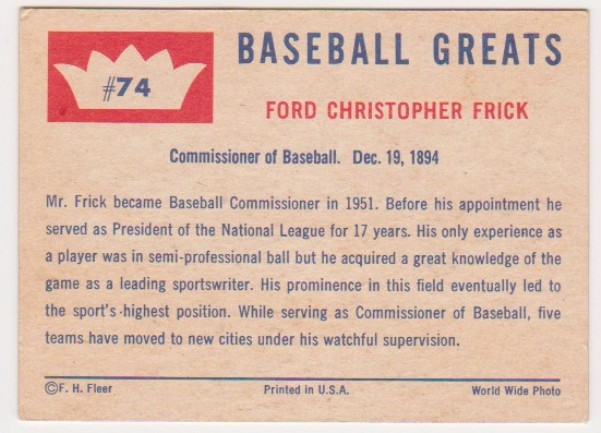 BASEBALL GREATS
#74
FORD CHRISTOPHER FRICK
Commissioner of Baseball. Dec. 19, 1894
Mr. Frick became Baseball Commissioner in 1951. Before his appointment he
served as President of the National League for 17 years. His only experience as
a player was in semi-professional ball but he acquired a great knowledge of the
game as a leading sportswriter. His prominence in this field eventually led to
the sport's highest position. While serving as Commissioner of Baseball, five
teams have moved to new cities under his watchful supervision.
©F. H. Fleer Printed in U.S.A. World Wide Photo